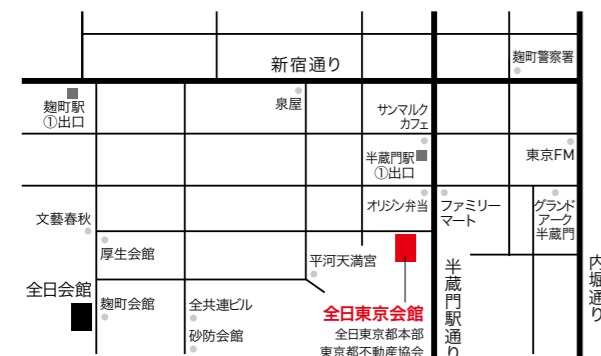 新宿通り
麹町警察署
麹町駅
①出口
泉屋
サンマルク
カフェ
半蔵門駅
①出口
東京FM
オリジン弁当
ファミリー
マート
グランド
アーク
半蔵門
文藝春秋
厚生会館
平河天満宮
半蔵門駅通り
内堀通り
全日会館
麹町会館
全共連ビル
砂防会館
全日東京会館
全日東京都本部
東京都不動産協会